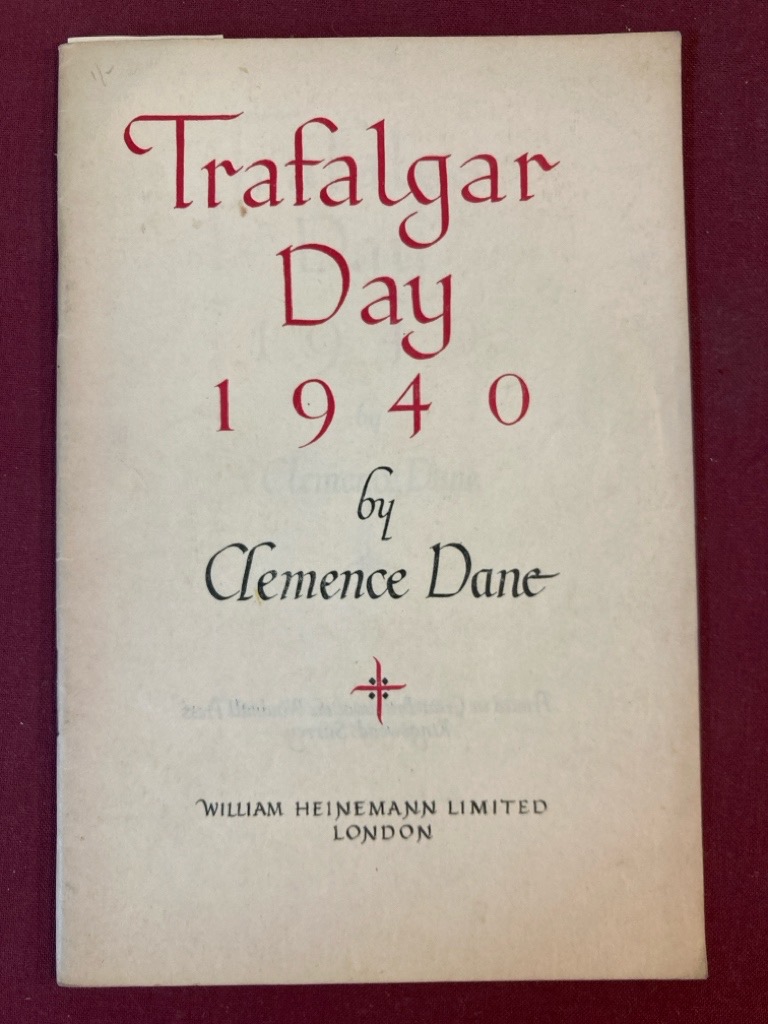 Trafalgar
Day
1940
by
Clemence Dane
WILLIAM HEINEMANN LIMITED
LONDON